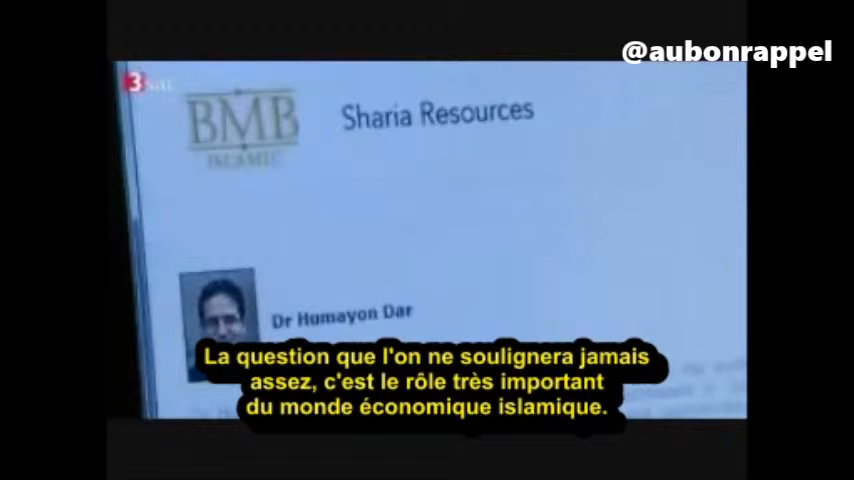 @aubonrappel
3sat
BMB
ISLAMIC
Sharia Resources
Dr Humayon Dar
La question que l'on ne soulignera jamais
assez, c'est le rôle très important
du monde économique islamique.